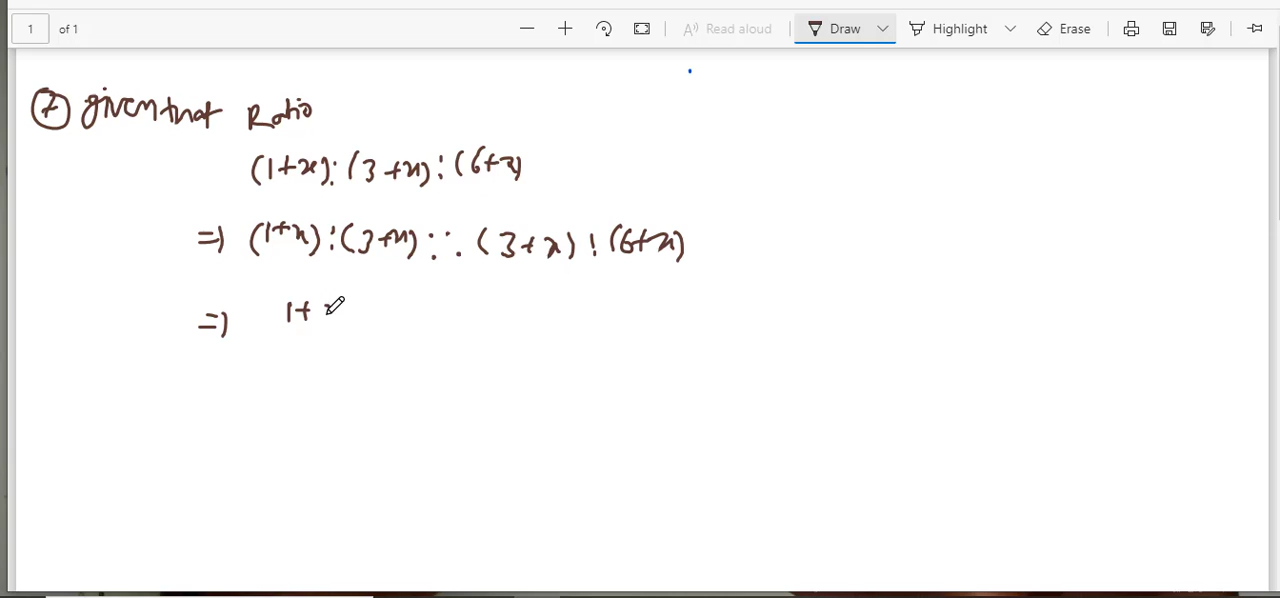 1 of 1 Read aloud Draw Highlight Erase
7 given that Ratio
(1+x):(3+x):(6+x)
=> (1+x):(3+x)::(3+x):(6+x)
=> 1+